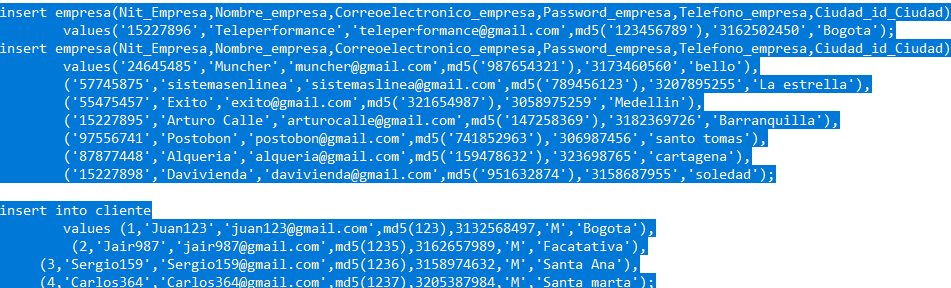 insert empresa(Nit_Empresa,Nombre_empresa,Correoelectronico_empresa,Password_empresa,Telefono_empresa,Ciudad_id_Ciudad)
values('15227896','Teleperformance','teleperformance@gmail.com',md5('123456789'),'3162502450','Bogota');
insert empresa(Nit_Empresa,Nombre_empresa,Correoelectronico_empresa,Password_empresa,Telefono_empresa,Ciudad_id_Ciudad)
values('24645485','Muncher','muncher@gmail.com',md5('987654321'),'3173460560','bello'),
('57745875','sistemasenlinea','sistemaslinea@gmail.com',md5('789456123'),'3207895255','La estrella'),
('55475457','Exito','exito@gmail.com',md5('321654987'),'3058975259','Medellin'),
('15227895','Arturo Calle','arturocalle@gmail.com',md5('147258369'),'3182369726','Barranquilla'),
('97556741','Postobon','postobon@gmail.com',md5('741852963'),'306987456','santo tomas'),
('87877448','Alqueria','alqueria@gmail.com',md5('159478632'),'323698765','cartagena'),
('15227898','Davivienda','davivienda@gmail.com',md5('951632874'),'3158687955','soledad');
insert into cliente
values (1,'Juan123','juan123@gmail.com',md5(123),3132568497,'M','Bogota'),
(2,'Jair987','jair987@gmail.com',md5(1235),3162657989,'M','Facatativa'),
(3,'Sergio159','Sergio159@gmail.com',md5(1236),3158974632,'M','Santa Ana'),
(4,'Carlos364','Carlos364@gmail.com',md5(1237),3205387984,'M','Santa marta');